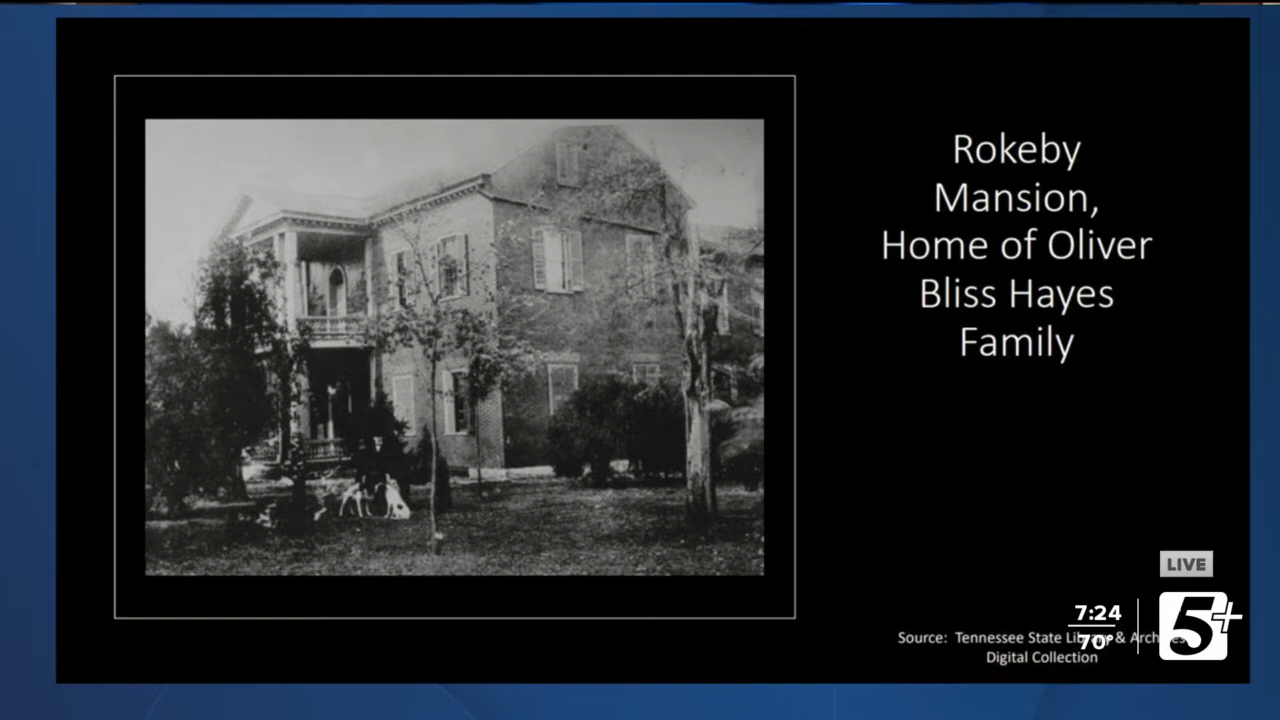 Rokeby
Mansion,
Home of Oliver
Bliss Hayes
Family
LIVE
7:24
70°
5+
Source: Tennessee State Library &
Digital Collection